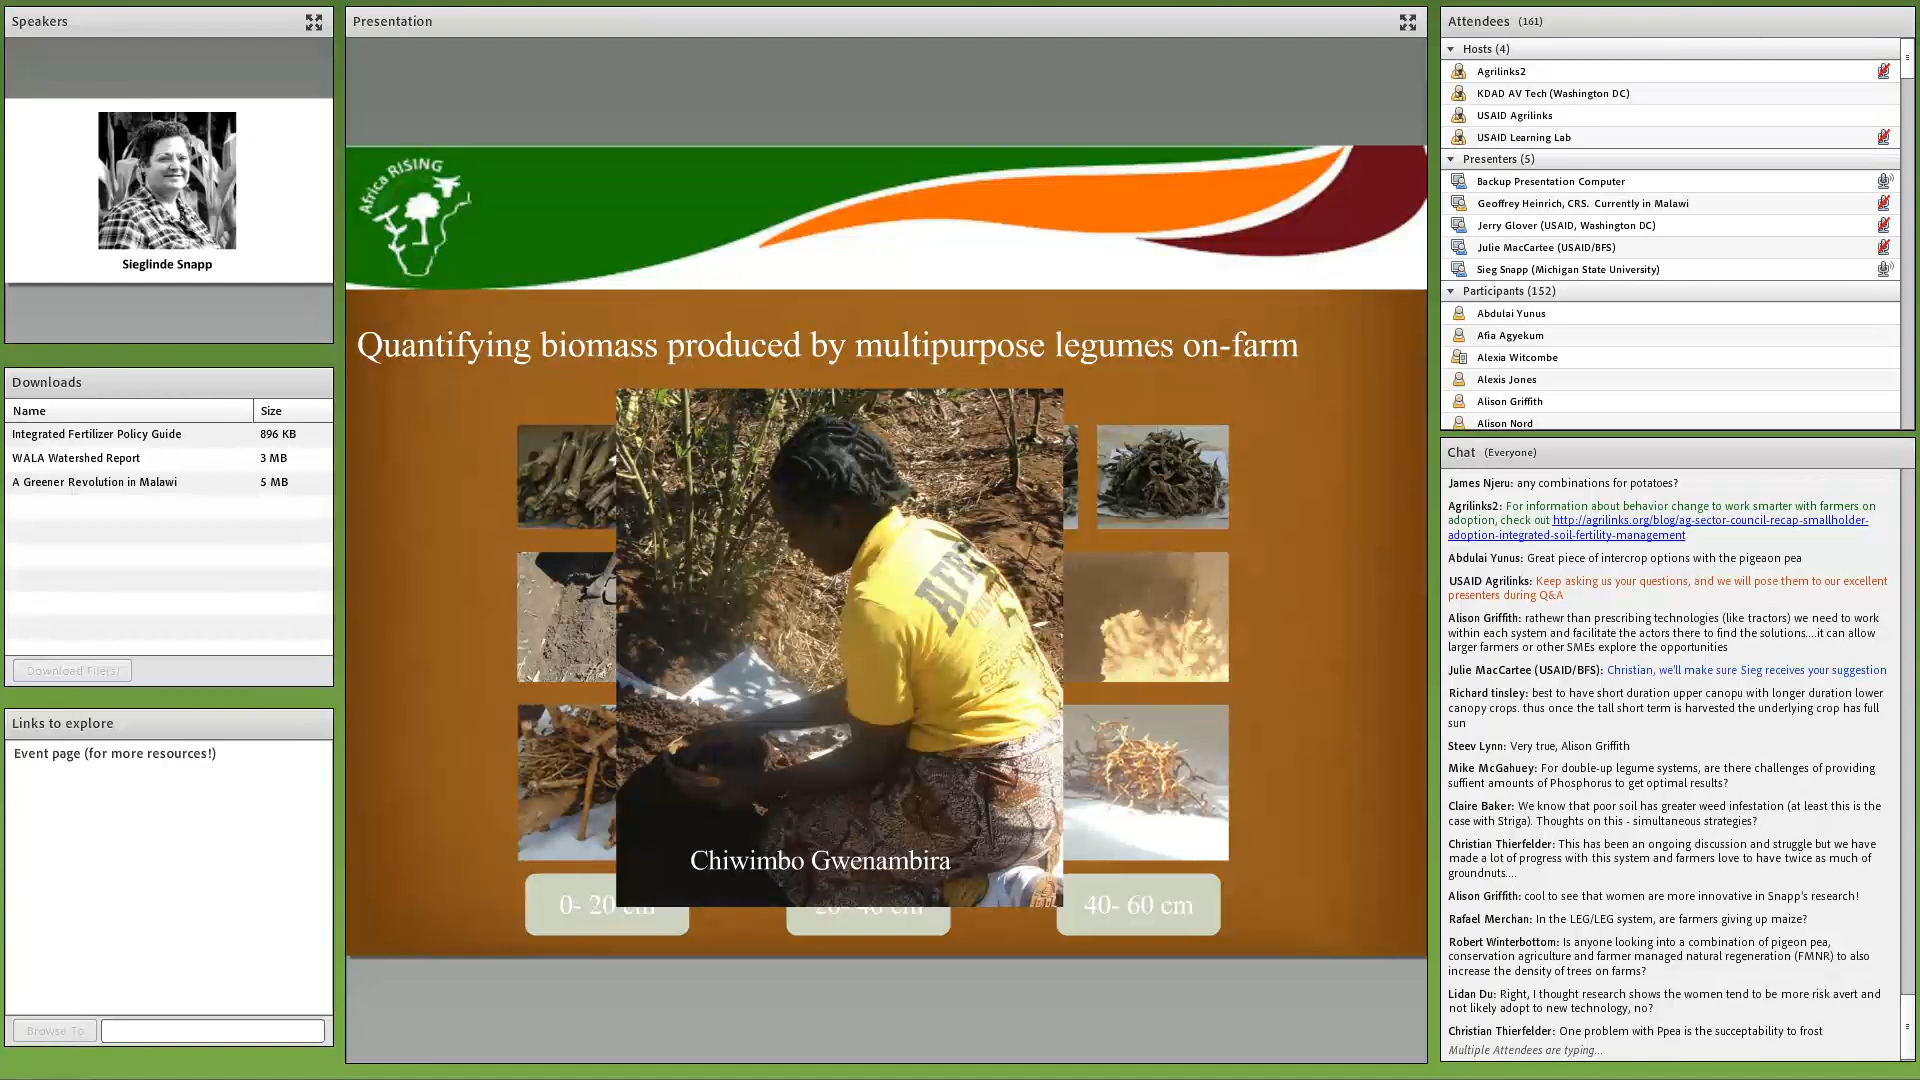 Speakers
Sieglinde Snapp
Downloads
Name Size
Integrated Fertilizer Policy Guide 896 KB
WALA Watershed Report 3 MB
A Greener Revolution in Malawi 5 MB
Download File(s)
Links to explore
Event page (for more resources!)
Browse To
Presentation
Africa RISING
Quantifying biomass produced by multipurpose legumes on-farm
Chiwimbo Gwenambira
0- 20 cm
20- 40 cm
40- 60 cm
Attendees (161)
Hosts (4)
Agrilinks2
KDAD AV Tech (Washington DC)
USAID Agrilinks
USAID Learning Lab
Presenters (5)
Backup Presentation Computer
Geoffrey Heinrich, CRS. Currently in Malawi
Jerry Glover (USAID, Washington DC)
Julie MacCartee (USAID/BFS)
Sieg Snapp (Michigan State University)
Participants (152)
Abdulai Yunus
Afia Agyekum
Alexia Witcombe
Alexis Jones
Alison Griffith
Alison Nord
Chat (Everyone)
James Njeru: any combinations for potatoes?
Agrilinks2: For information about behavior change to work smarter with farmers on
adoption, check out http://agrilinks.org/blog/ag-sector-council-recap-smallholder-
adoption-integrated-soil-fertility-management
Abdulai Yunus: Great piece of intercrop options with the pigeaon pea
USAID Agrilinks: Keep asking us your questions, and we will pose them to our excellent
presenters during Q&A
Alison Griffith: rathewr than prescribing technologies (like tractors) we need to work
within each system and facilitate the actors there to find the solutions....it can allow
larger farmers or other SMEs explore the opportunities
Julie MacCartee (USAID/BFS): Christian, we'll make sure Sieg receives your suggestion
Richard tinsley: best to have short duration upper canopu with longer duration lower
canopy crops. thus once the tall short term is harvested the underlying crop has full
sun
Steev Lynn: Very true, Alison Griffith
Mike McGahuey: For double-up legume systems, are there challenges of providing
suffient amounts of Phosphorus to get optimal results?
Claire Baker: We know that poor soil has greater weed infestation (at least this is the
case with Striga). Thoughts on this - simultaneous strategies?
Christian Thierfelder: This has been an ongoing discussion and struggle but we have
made a lot of progress with this system and farmers love to have twice as much of
groundnuts....
Alison Griffith: cool to see that women are more innovative in Snapp's research!
Rafael Merchan: In the LEG/LEG system, are farmers giving up maize?
Robert Winterbottom: Is anyone looking into a combination of pigeon pea,
conservation agriculture and farmer managed natural regeneration (FMNR) to also
increase the density of trees on farms?
Lidan Du: Right, I thought research shows the women tend to be more risk avert and
not likely adopt to new technology, no?
Christian Thierfelder: One problem with Ppea is the succeptability to frost
Multiple Attendees are typing...